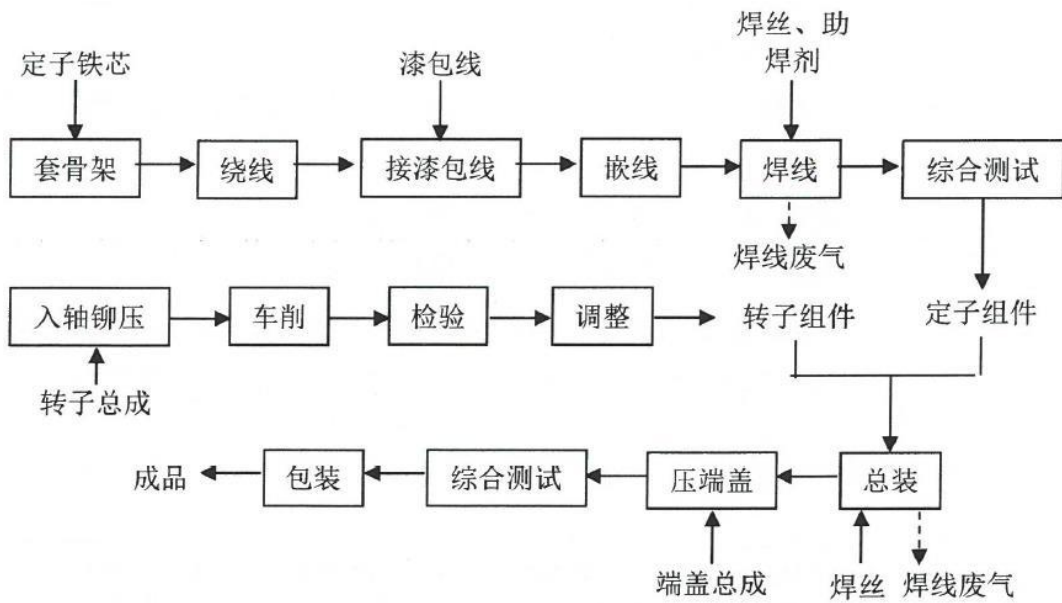 定子铁芯
漆包线
焊丝、助
焊剂
套骨架
绕线
接漆包线
嵌线
焊线
综合测试
焊线废气
入轴铆压
车削
检验
调整
转子组件
定子组件
转子总成
成品
包装
综合测试
压端盖
总装
端盖总成
焊丝
焊线废气